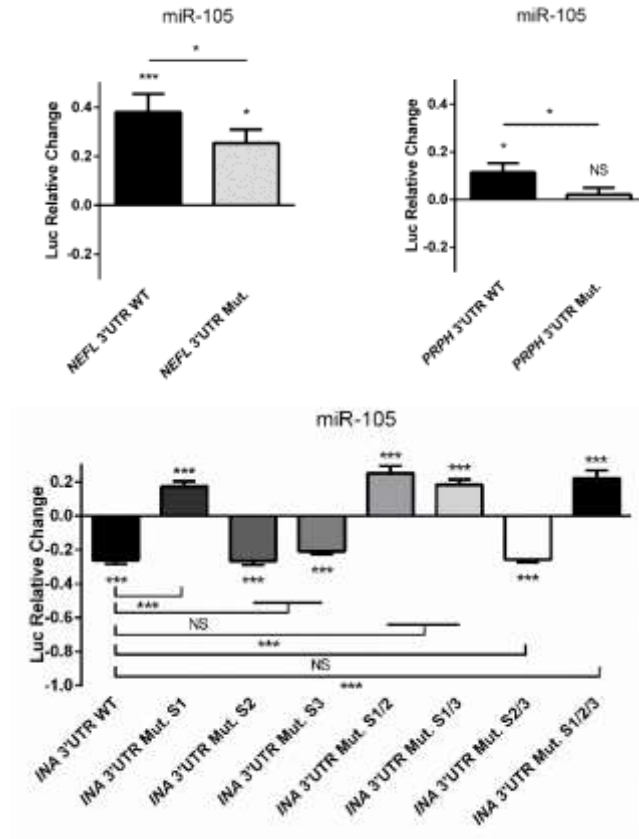 miR-105
*
***
*
Luc Relative Change
0.4
0.2
0.0
-0.2
NEFL 3'UTR WT
NEFL 3'UTR Mut.
miR-105
*
*
NS
Luc Relative Change
0.4
0.2
0.0
-0.2
PRPH 3'UTR WT
PRPH 3'UTR Mut.
miR-105
Luc Relative Change
0.2
0.0
-0.2
-0.4
-0.6
-0.8
-1.0
***
***
***
***
***
***
***
***
***
NS
***
NS
***
INA 3'UTR WT
INA 3'UTR Mut. S1
INA 3'UTR Mut. S2
INA 3'UTR Mut. S3
INA 3'UTR Mut. S1/2
INA 3'UTR Mut. S1/3
INA 3'UTR Mut. S2/3
INA 3'UTR Mut. S1/2/3